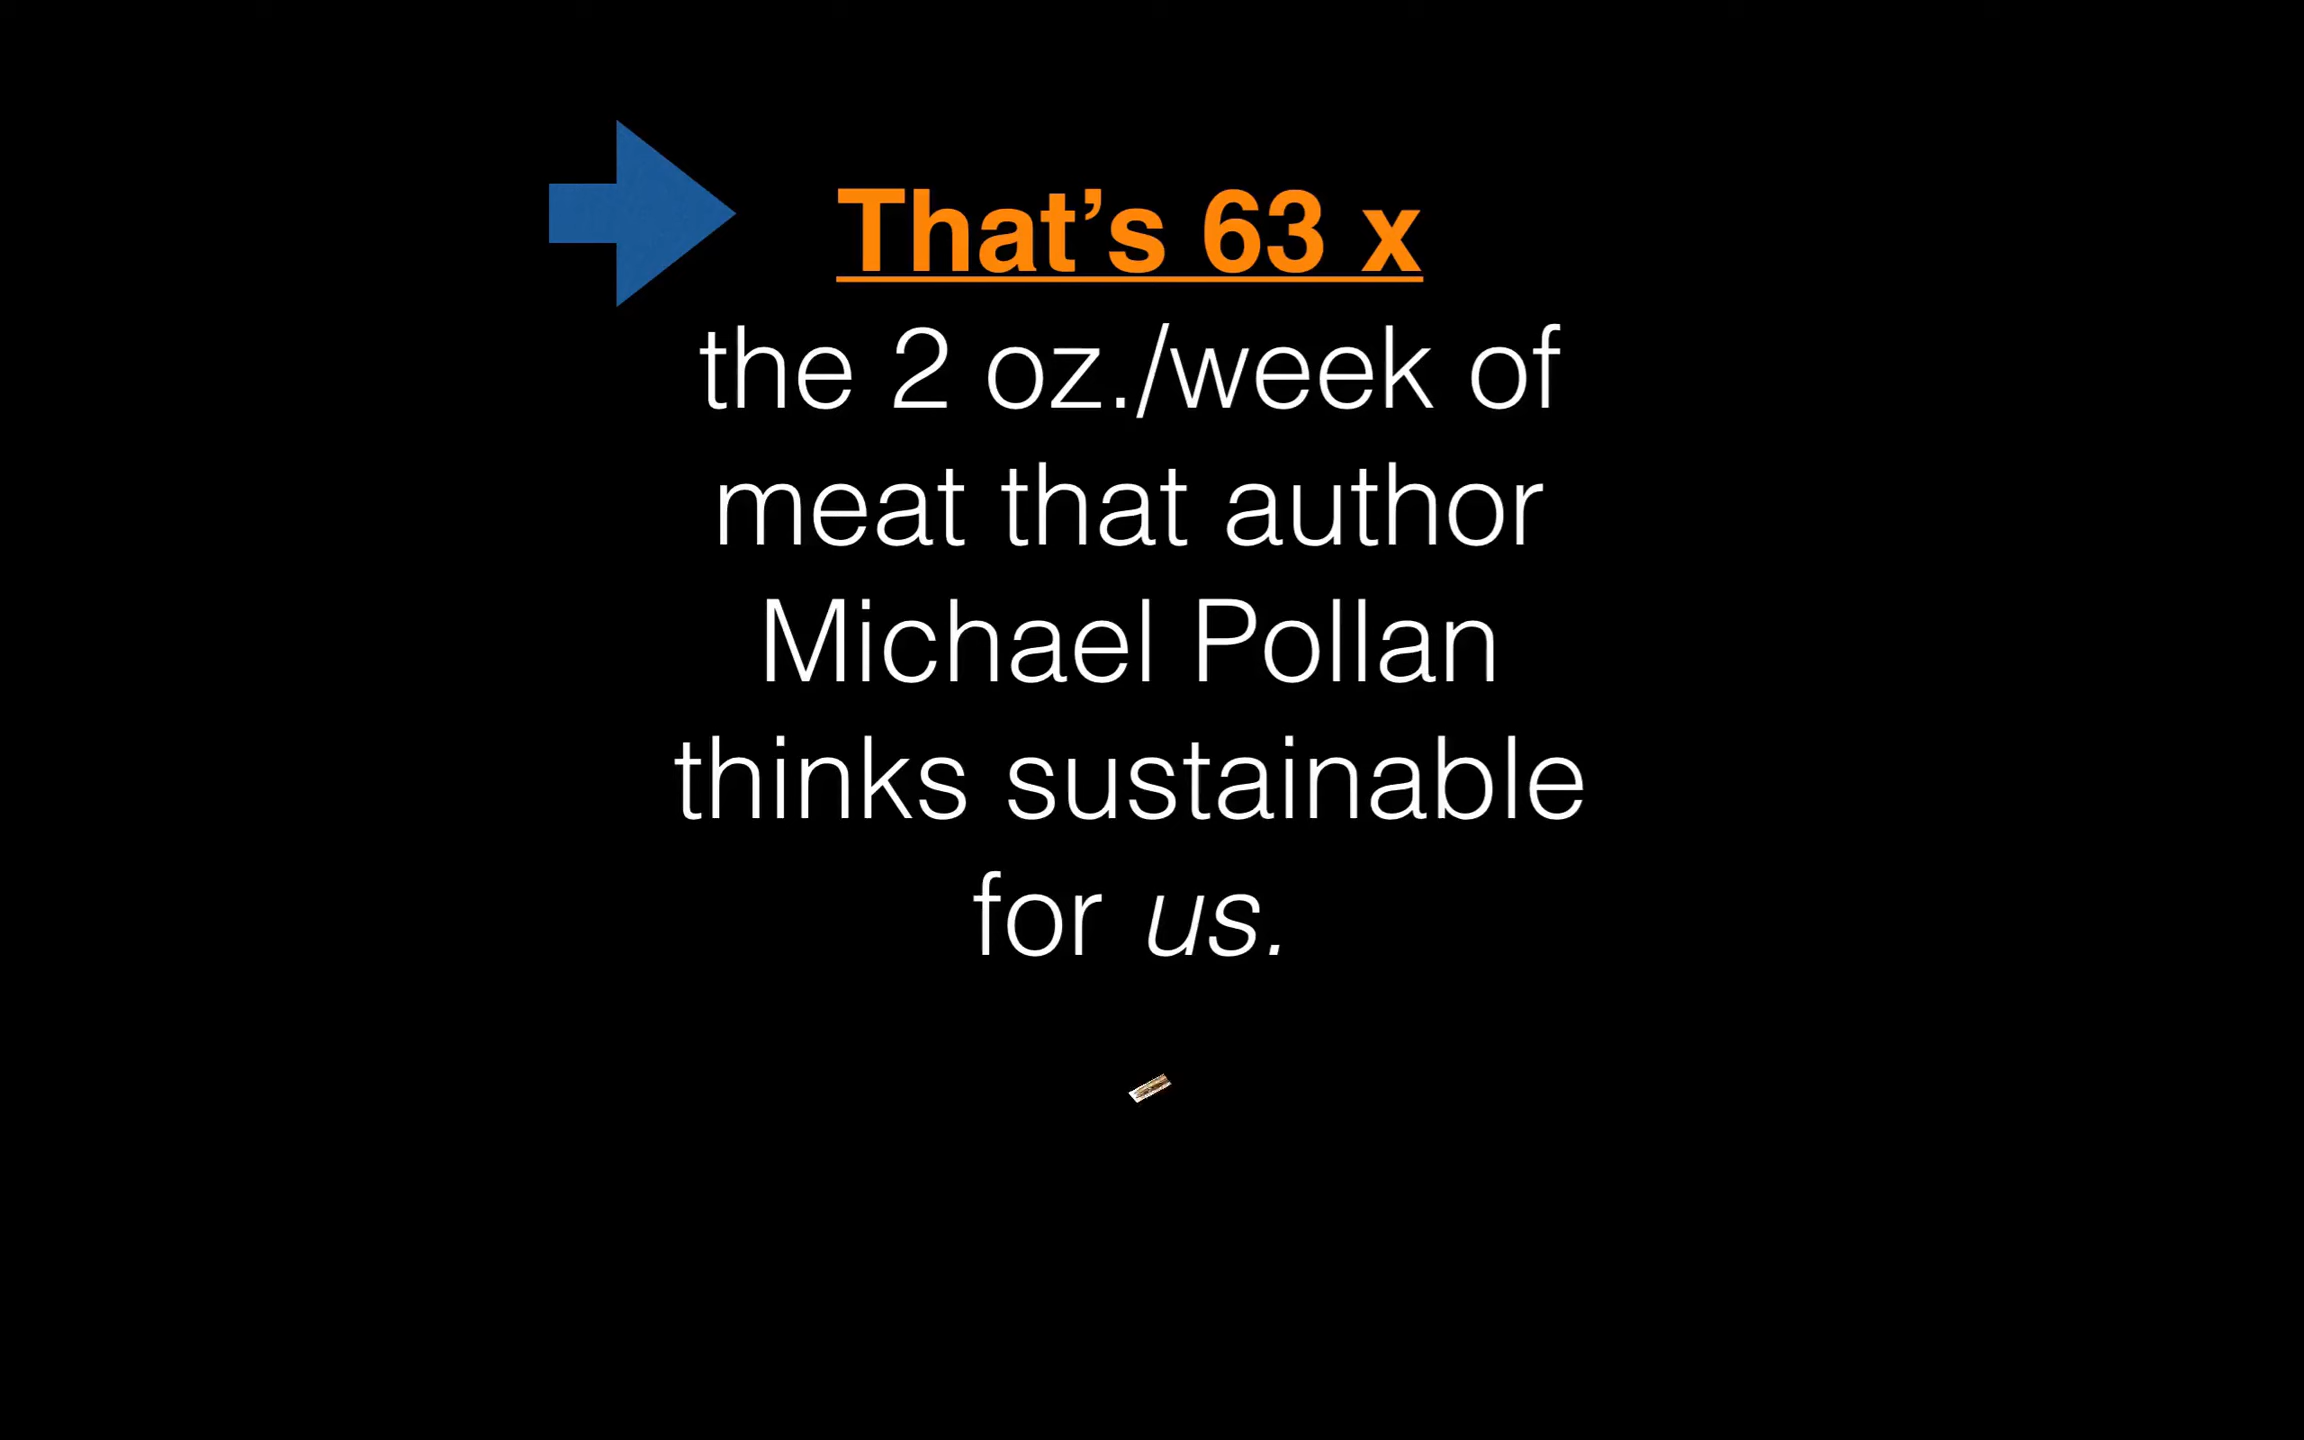 That’s 63 x
the 2 oz./week of
meat that author
Michael Pollan
thinks sustainable
for us.